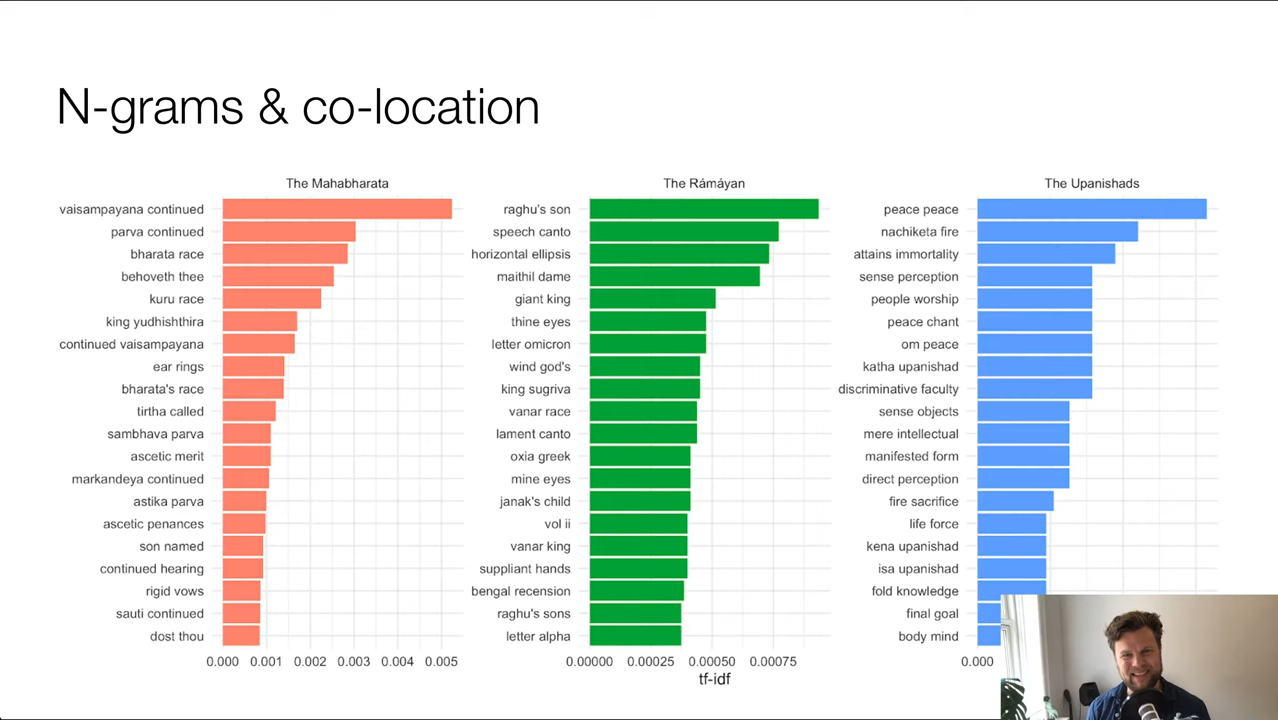 N-grams & co-location
The Mahabharata
vaisampayana continued
parva continued
bharata race
behoveth thee
kuru race
king yudhishthira
continued vaisampayana
ear rings
bharata's race
tirtha called
sambhava parva
ascetic merit
markandeya continued
astika parva
ascetic penances
son named
continued hearing
rigid vows
sauti continued
dost thou
0.000 0.001 0.002 0.003 0.004 0.005
The Rámáyan
raghu's son
speech canto
horizontal ellipsis
maithil dame
giant king
thine eyes
letter omicron
wind god's
king sugriva
vanar race
lament canto
oxia greek
mine eyes
janak's child
vol ii
vanar king
suppliant hands
bengal recension
raghu's sons
letter alpha
0.00000 0.00025 0.00050 0.00075
tf-idf
The Upanishads
peace peace
nachiketa fire
attains immortality
sense perception
people worship
peace chant
om peace
katha upanishad
discriminative faculty
sense objects
mere intellectual
manifested form
direct perception
fire sacrifice
life force
kena upanishad
isa upanishad
fold knowledge
final goal
body mind
0.000